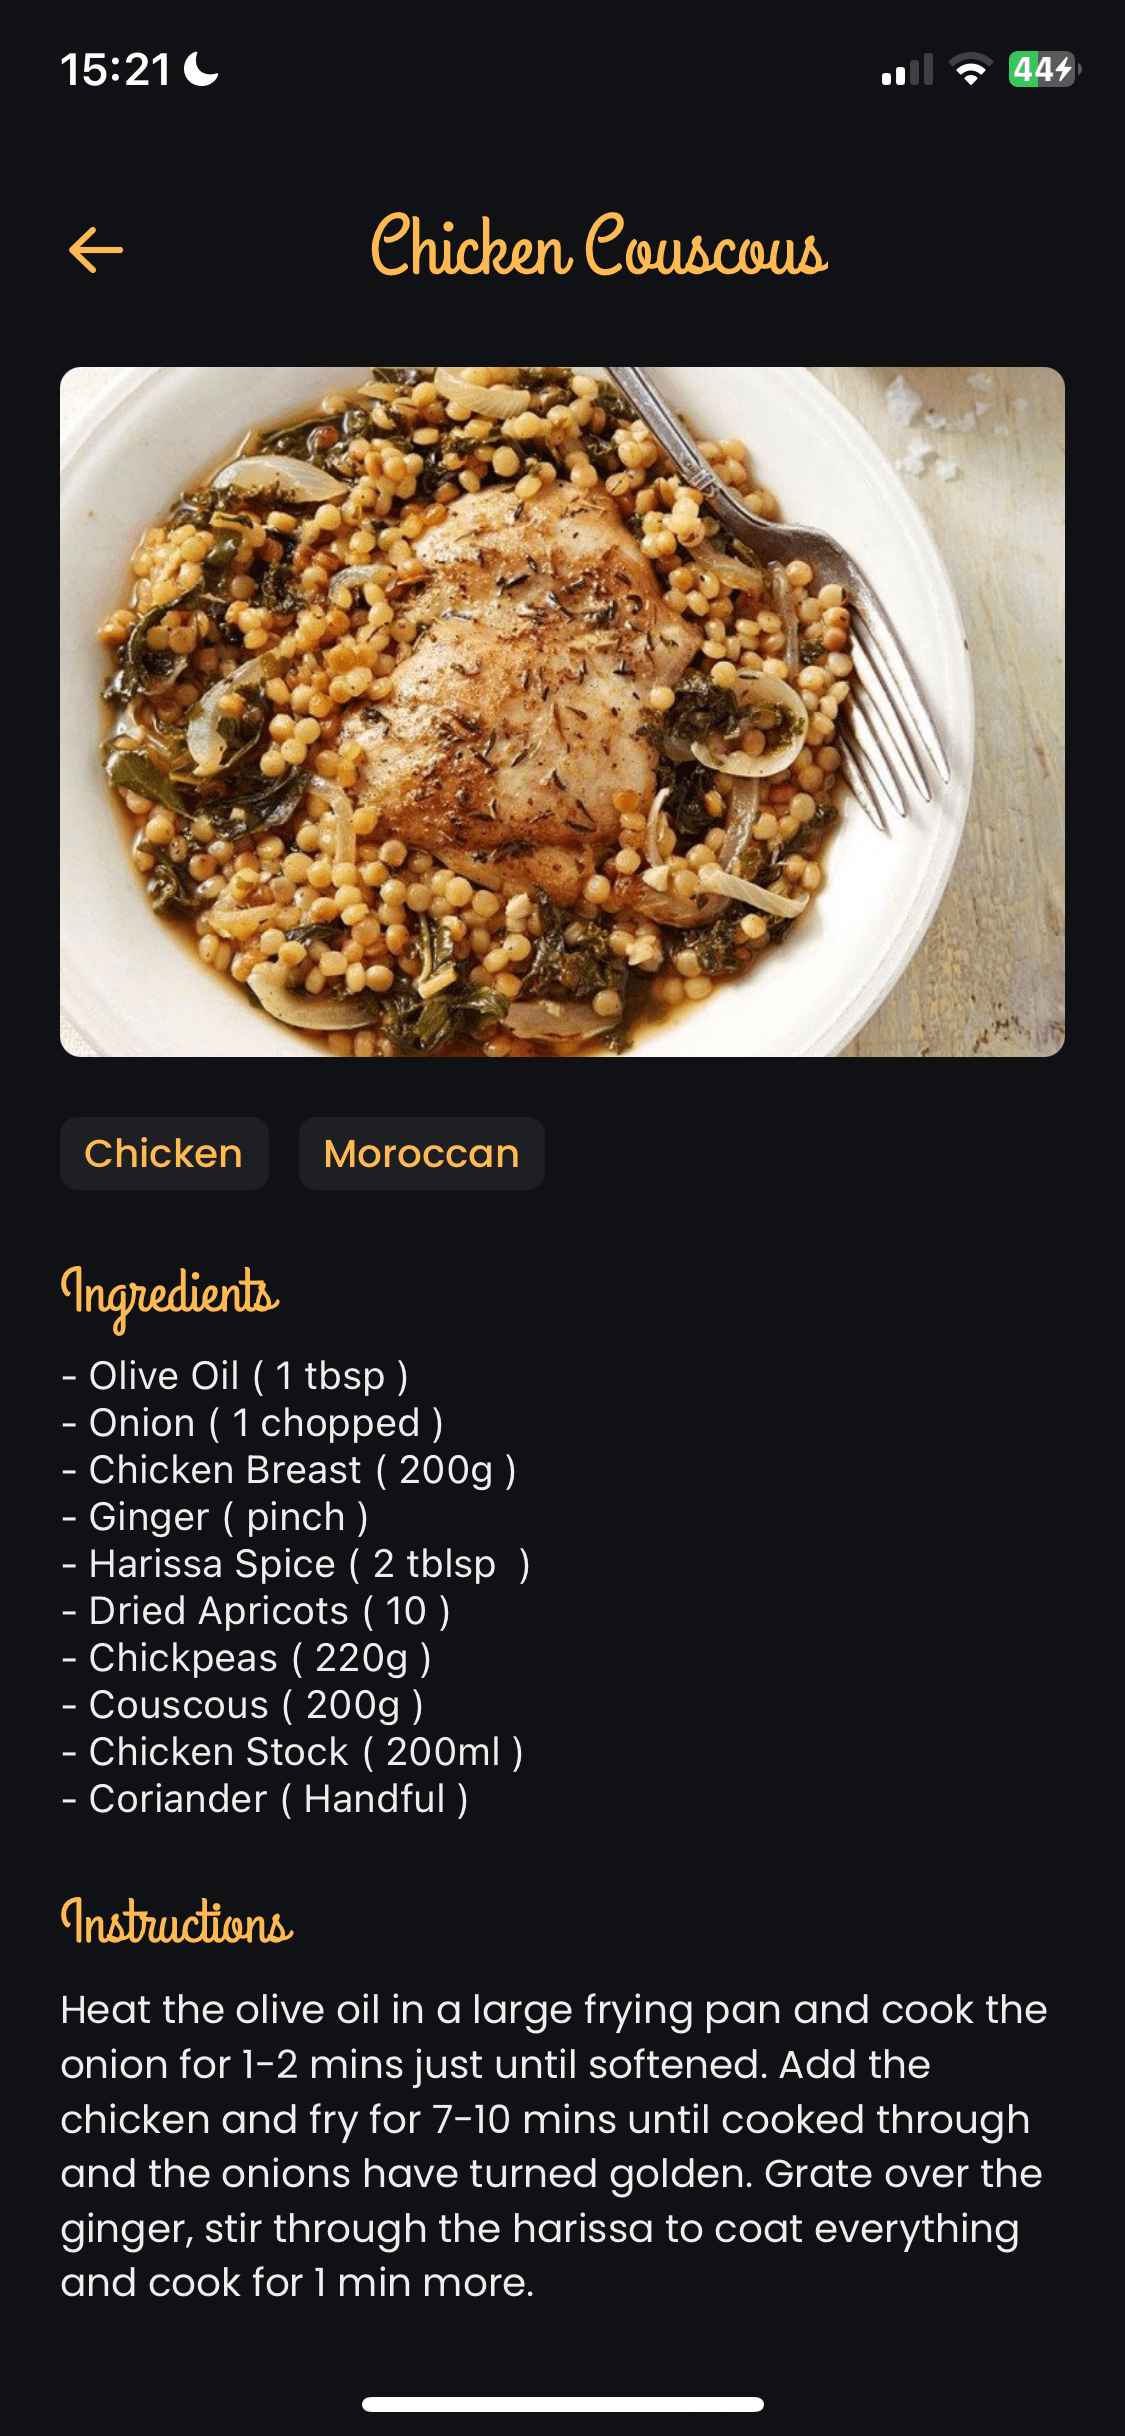 15:21
44
Chicken Couscous
Chicken
Moroccan
Ingredients
- Olive Oil ( 1 tbsp )
- Onion ( 1 chopped )
- Chicken Breast ( 200g )
- Ginger ( pinch )
- Harissa Spice ( 2 tblsp  )
- Dried Apricots ( 10 )
- Chickpeas ( 220g )
- Couscous ( 200g )
- Chicken Stock ( 200ml )
- Coriander ( Handful )
Instructions
Heat the olive oil in a large frying pan and cook the
onion for 1-2 mins just until softened. Add the
chicken and fry for 7-10 mins until cooked through
and the onions have turned golden. Grate over the
ginger, stir through the harissa to coat everything
and cook for 1 min more.